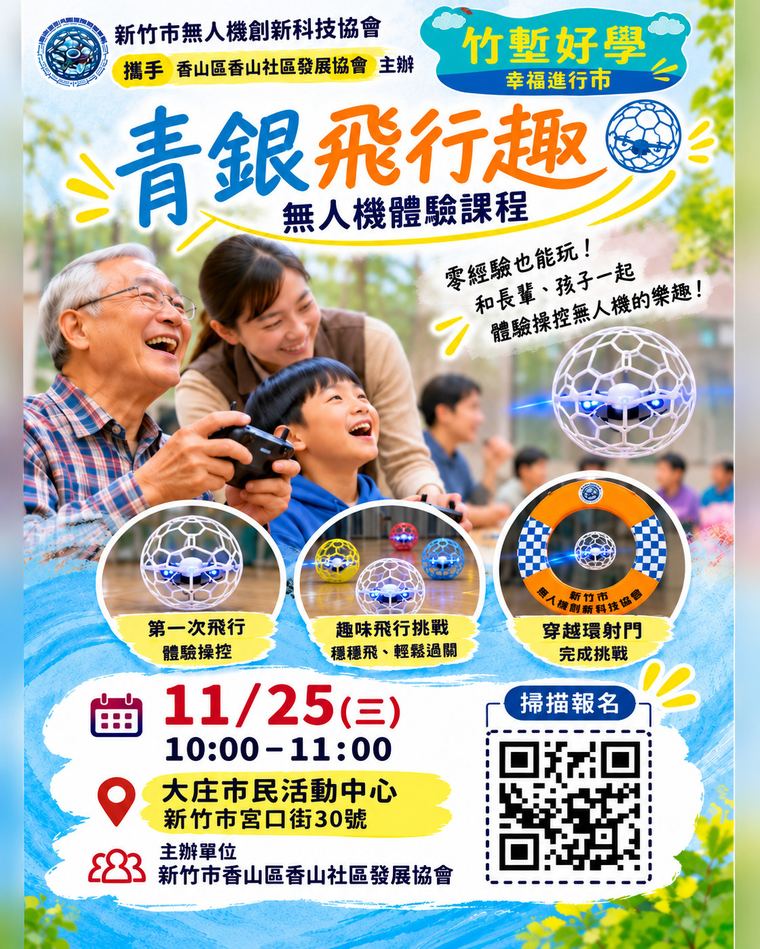 新竹市無人機創新科技協會
攜手 香山區香山社區發展協會 主辦
竹塹好學
幸福進行市
青銀飛行趣
無人機體驗課程
零經驗也能玩！
和長輩、孩子一起
體驗操控無人機的樂趣！
新竹市
無人機創新科技協會
第一次飛行
體驗操控
趣味飛行挑戰
穩穩飛、輕鬆過關
穿越環射門
完成挑戰
11/25(三)
10:00－11:00
大庄市民活動中心
新竹市宮口街30號
主辦單位
新竹市香山區香山社區發展協會
掃描報名